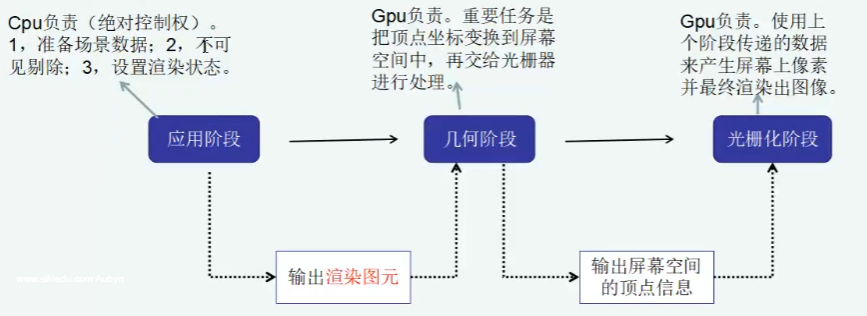 Cpu负责（绝对控制权）。
1，准备场景数据；2，不可
见剔除；3，设置渲染状态。
Gpu负责。重要任务是
把顶点坐标变换到屏幕
空间中，再交给光栅器
进行处理。
Gpu负责。使用上
个阶段传递的数据
来产生屏幕上像素
并最终渲染出图像。
应用阶段
几何阶段
光栅化阶段
输出渲染图元
输出屏幕空间
的顶点信息